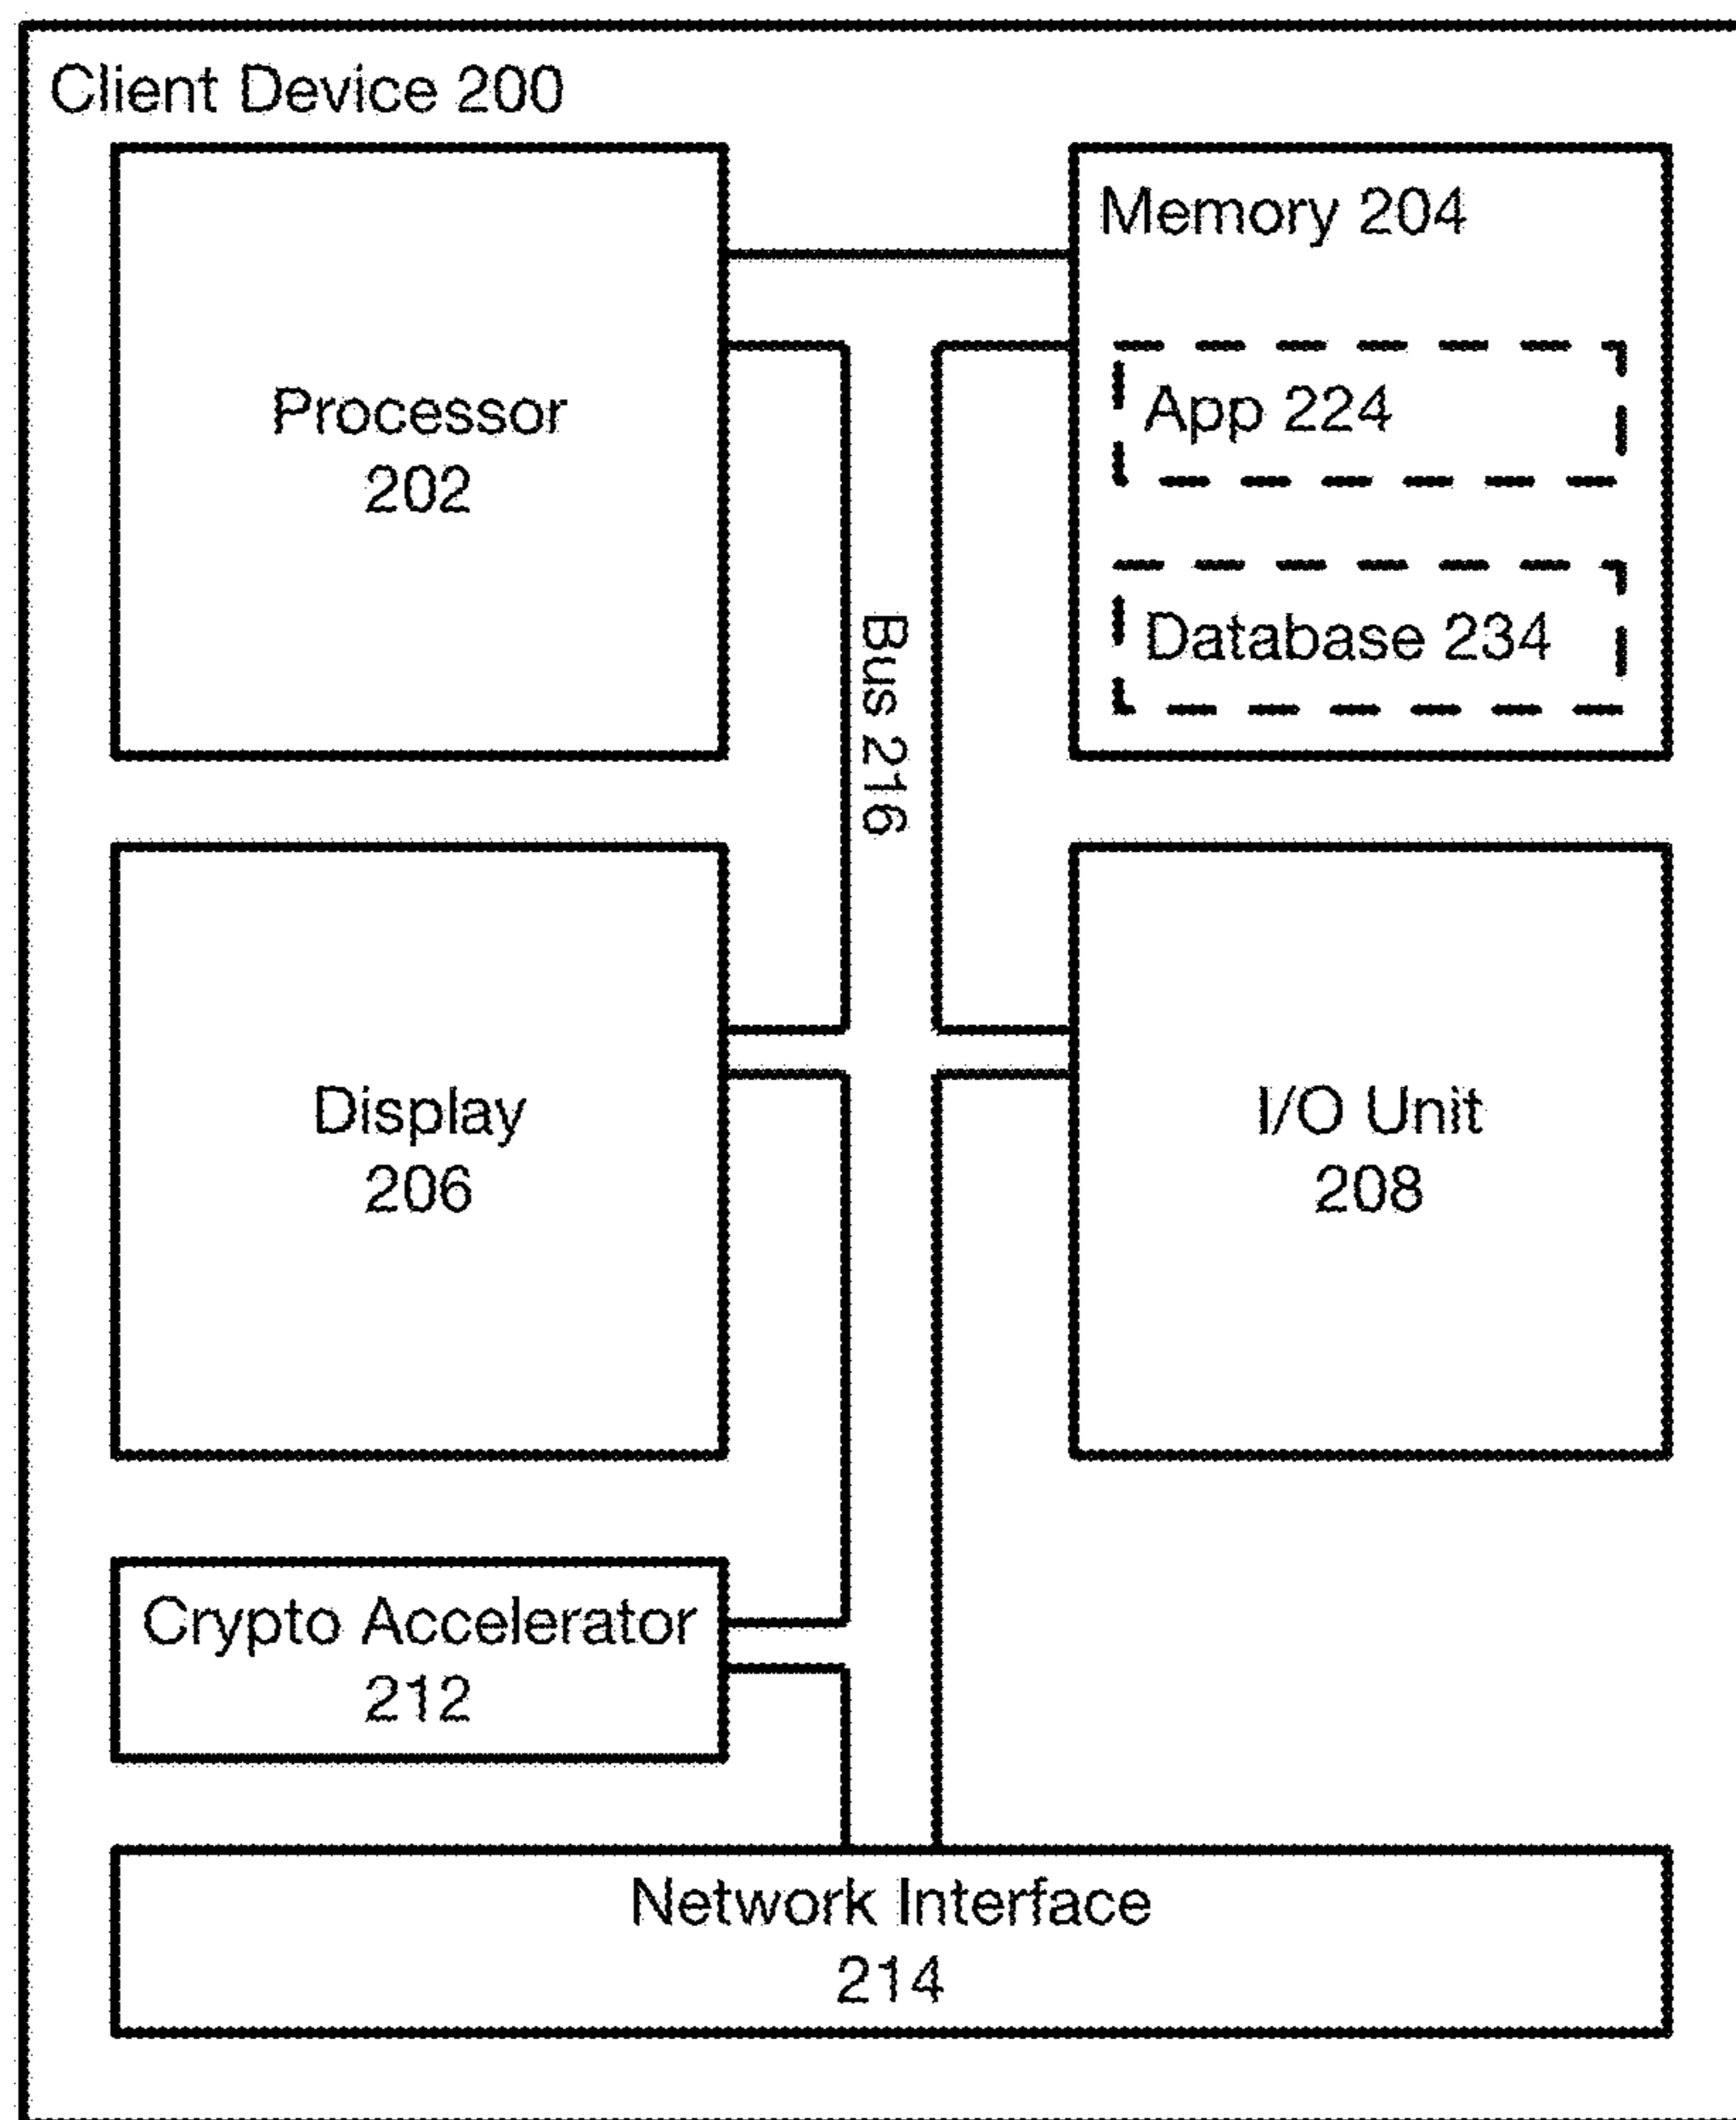 Client Device 200
Processor
202
Memory 204
App 224
Database 234
Bus 216
Display
206
I/O Unit
208
Crypto Accelerator
212
Network Interface
214